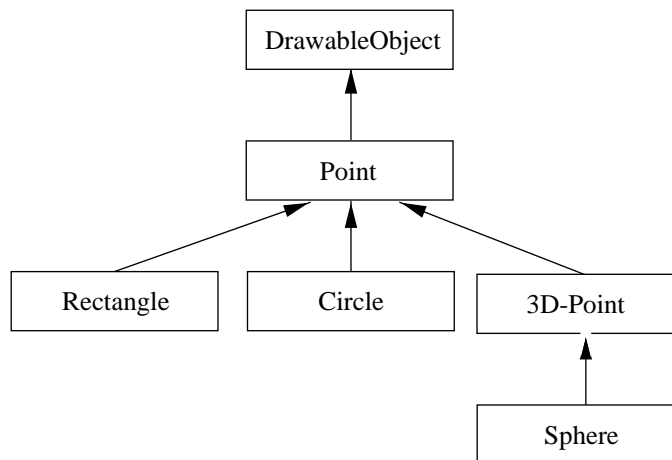 DrawableObject
Point
Rectangle
Circle
3D-Point
Sphere